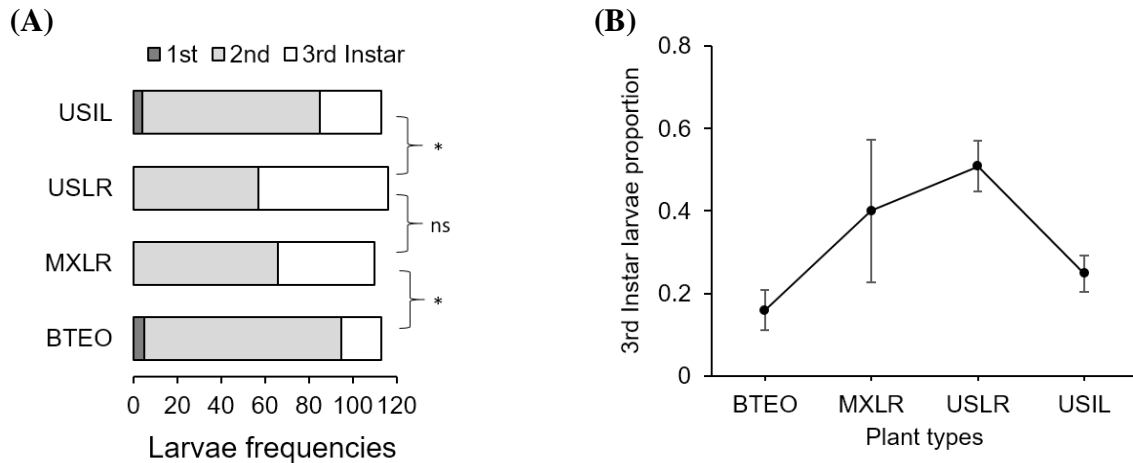 (A)
1st 2nd 3rd Instar
USIL
*
USLR
ns
MXLR
*
BTEO
0 20 40 60 80 100 120
Larvae frequencies
(B)
3rd Instar larvae proportion
0.8
0.6
0.4
0.2
0
BTEO MXLR USLR USIL
Plant types